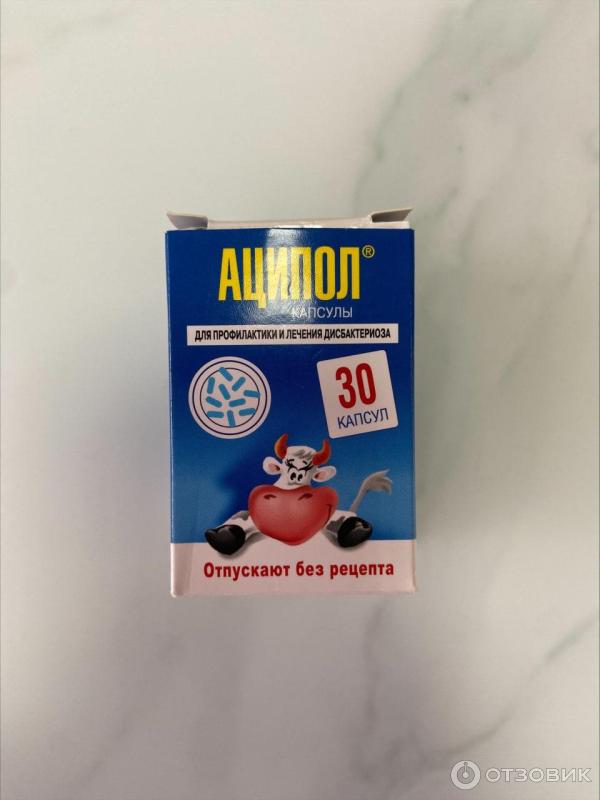 АЦИПОЛ®
КАПСУЛЫ
ДЛЯ ПРОФИЛАКТИКИ И ЛЕЧЕНИЯ ДИСБАКТЕРИОЗА
30
КАПСУЛ
Отпускают без рецепта
ОТЗОВИК